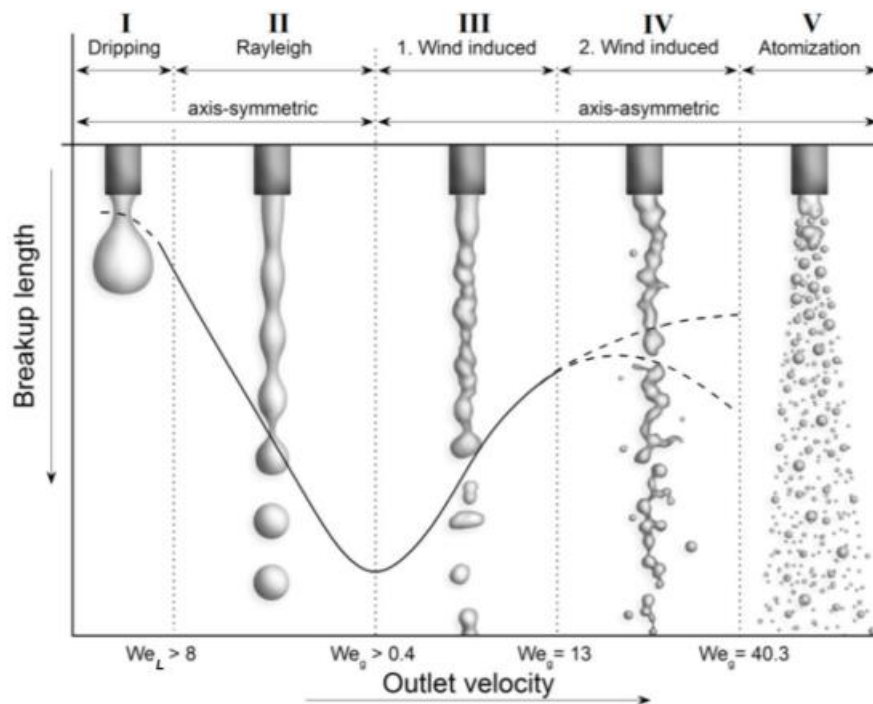 I II III IV V
Dripping Rayleigh 1. Wind induced 2. Wind induced Atomization
axis-symmetric axis-asymmetric
Breakup length
We_L > 8 We_g > 0.4 We_g = 13 We_g = 40.3
Outlet velocity